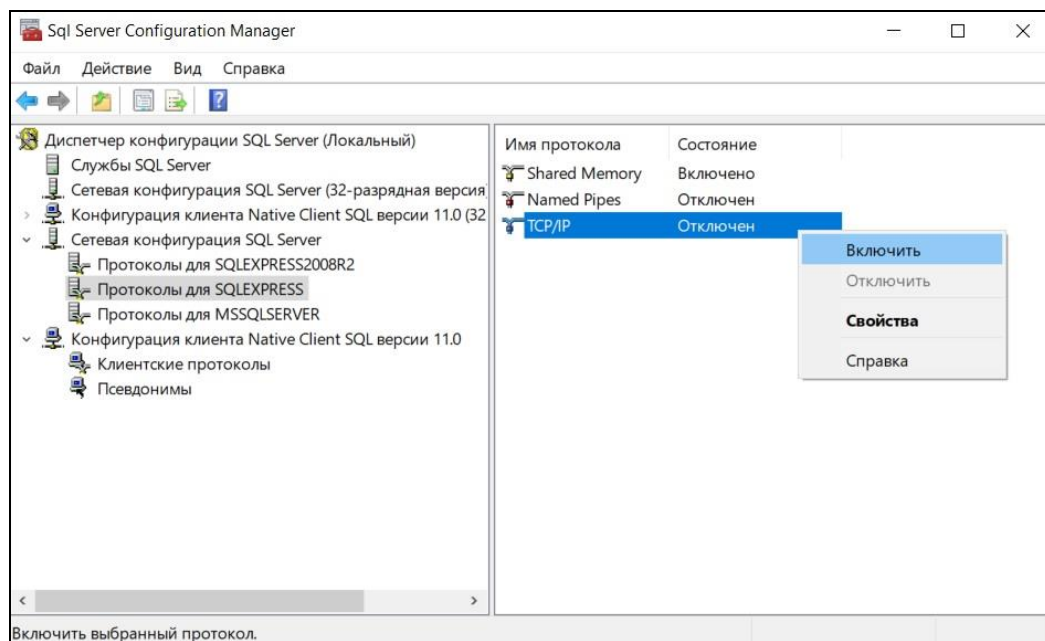 Sql Server Configuration Manager
Файл Действие Вид Справка
Диспетчер конфигурации SQL Server (Локальный)
Службы SQL Server
Сетевая конфигурация SQL Server (32-разрядная версия
Конфигурация клиента Native Client SQL версии 11.0 (32
Сетевая конфигурация SQL Server
Протоколы для SQLEXPRESS2008R2
Протоколы для SQLEXPRESS
Протоколы для MSSQLSERVER
Конфигурация клиента Native Client SQL версии 11.0
Клиентские протоколы
Псевдонимы
Имя протокола Состояние
Shared Memory Включено
Named Pipes Отключен
TCP/IP Отключен
Включить
Отключить
Свойства
Справка
Включить выбранный протокол.